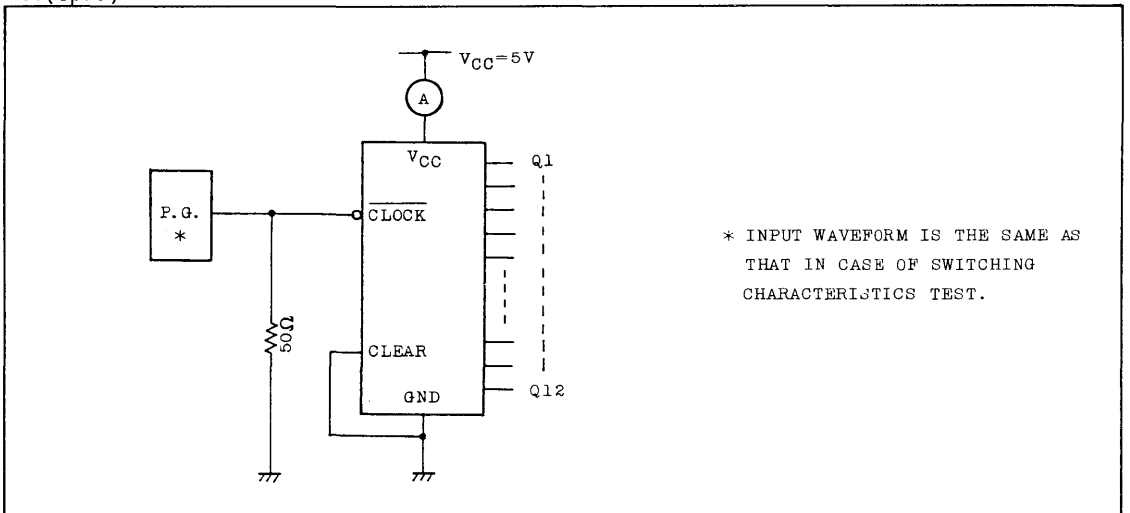 VCC=5V
A
VCC
Q1
P.G.
*
CLOCK
* INPUT WAVEFORM IS THE SAME AS
THAT IN CASE OF SWITCHING
CHARACTERISTICS TEST.
50Ω
CLEAR
GND
Q12